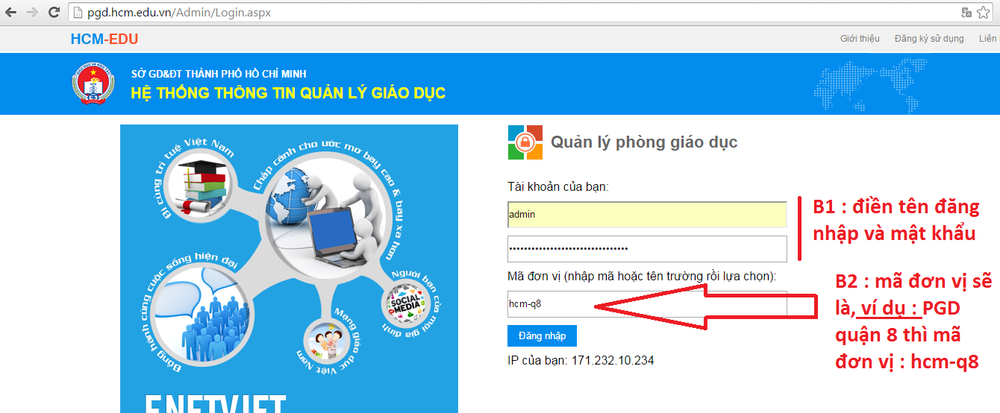 pgd.hcm.edu.vn/Admin/Login.aspx
HCM-EDU
Giới thiệu Đăng ký sử dụng Liên
SỞ GD&ĐT THÀNH PHỐ HỒ CHÍ MINH
HỆ THỐNG THÔNG TIN QUẢN LÝ GIÁO DỤC
Đi cùng trí tuệ Việt Nam
Chắp cánh cho ước mơ bay cao & bay xa hơn
Đồng hành cùng cuộc sống hiện đại
Người bạn của mọi gia đình
SOCIAL
MEDIA
Mạng giáo dục Việt Nam
ENETVIET
Quản lý phòng giáo dục
Tài khoản của bạn:
admin
B1 : điền tên đăng
nhập và mật khẩu
Mã đơn vị (nhập mã hoặc tên trường rồi lựa chọn):
hcm-q8
B2 : mã đơn vị sẽ
là, ví dụ : PGD
quận 8 thì mã
đơn vị : hcm-q8
Đăng nhập
IP của bạn: 171.232.10.234